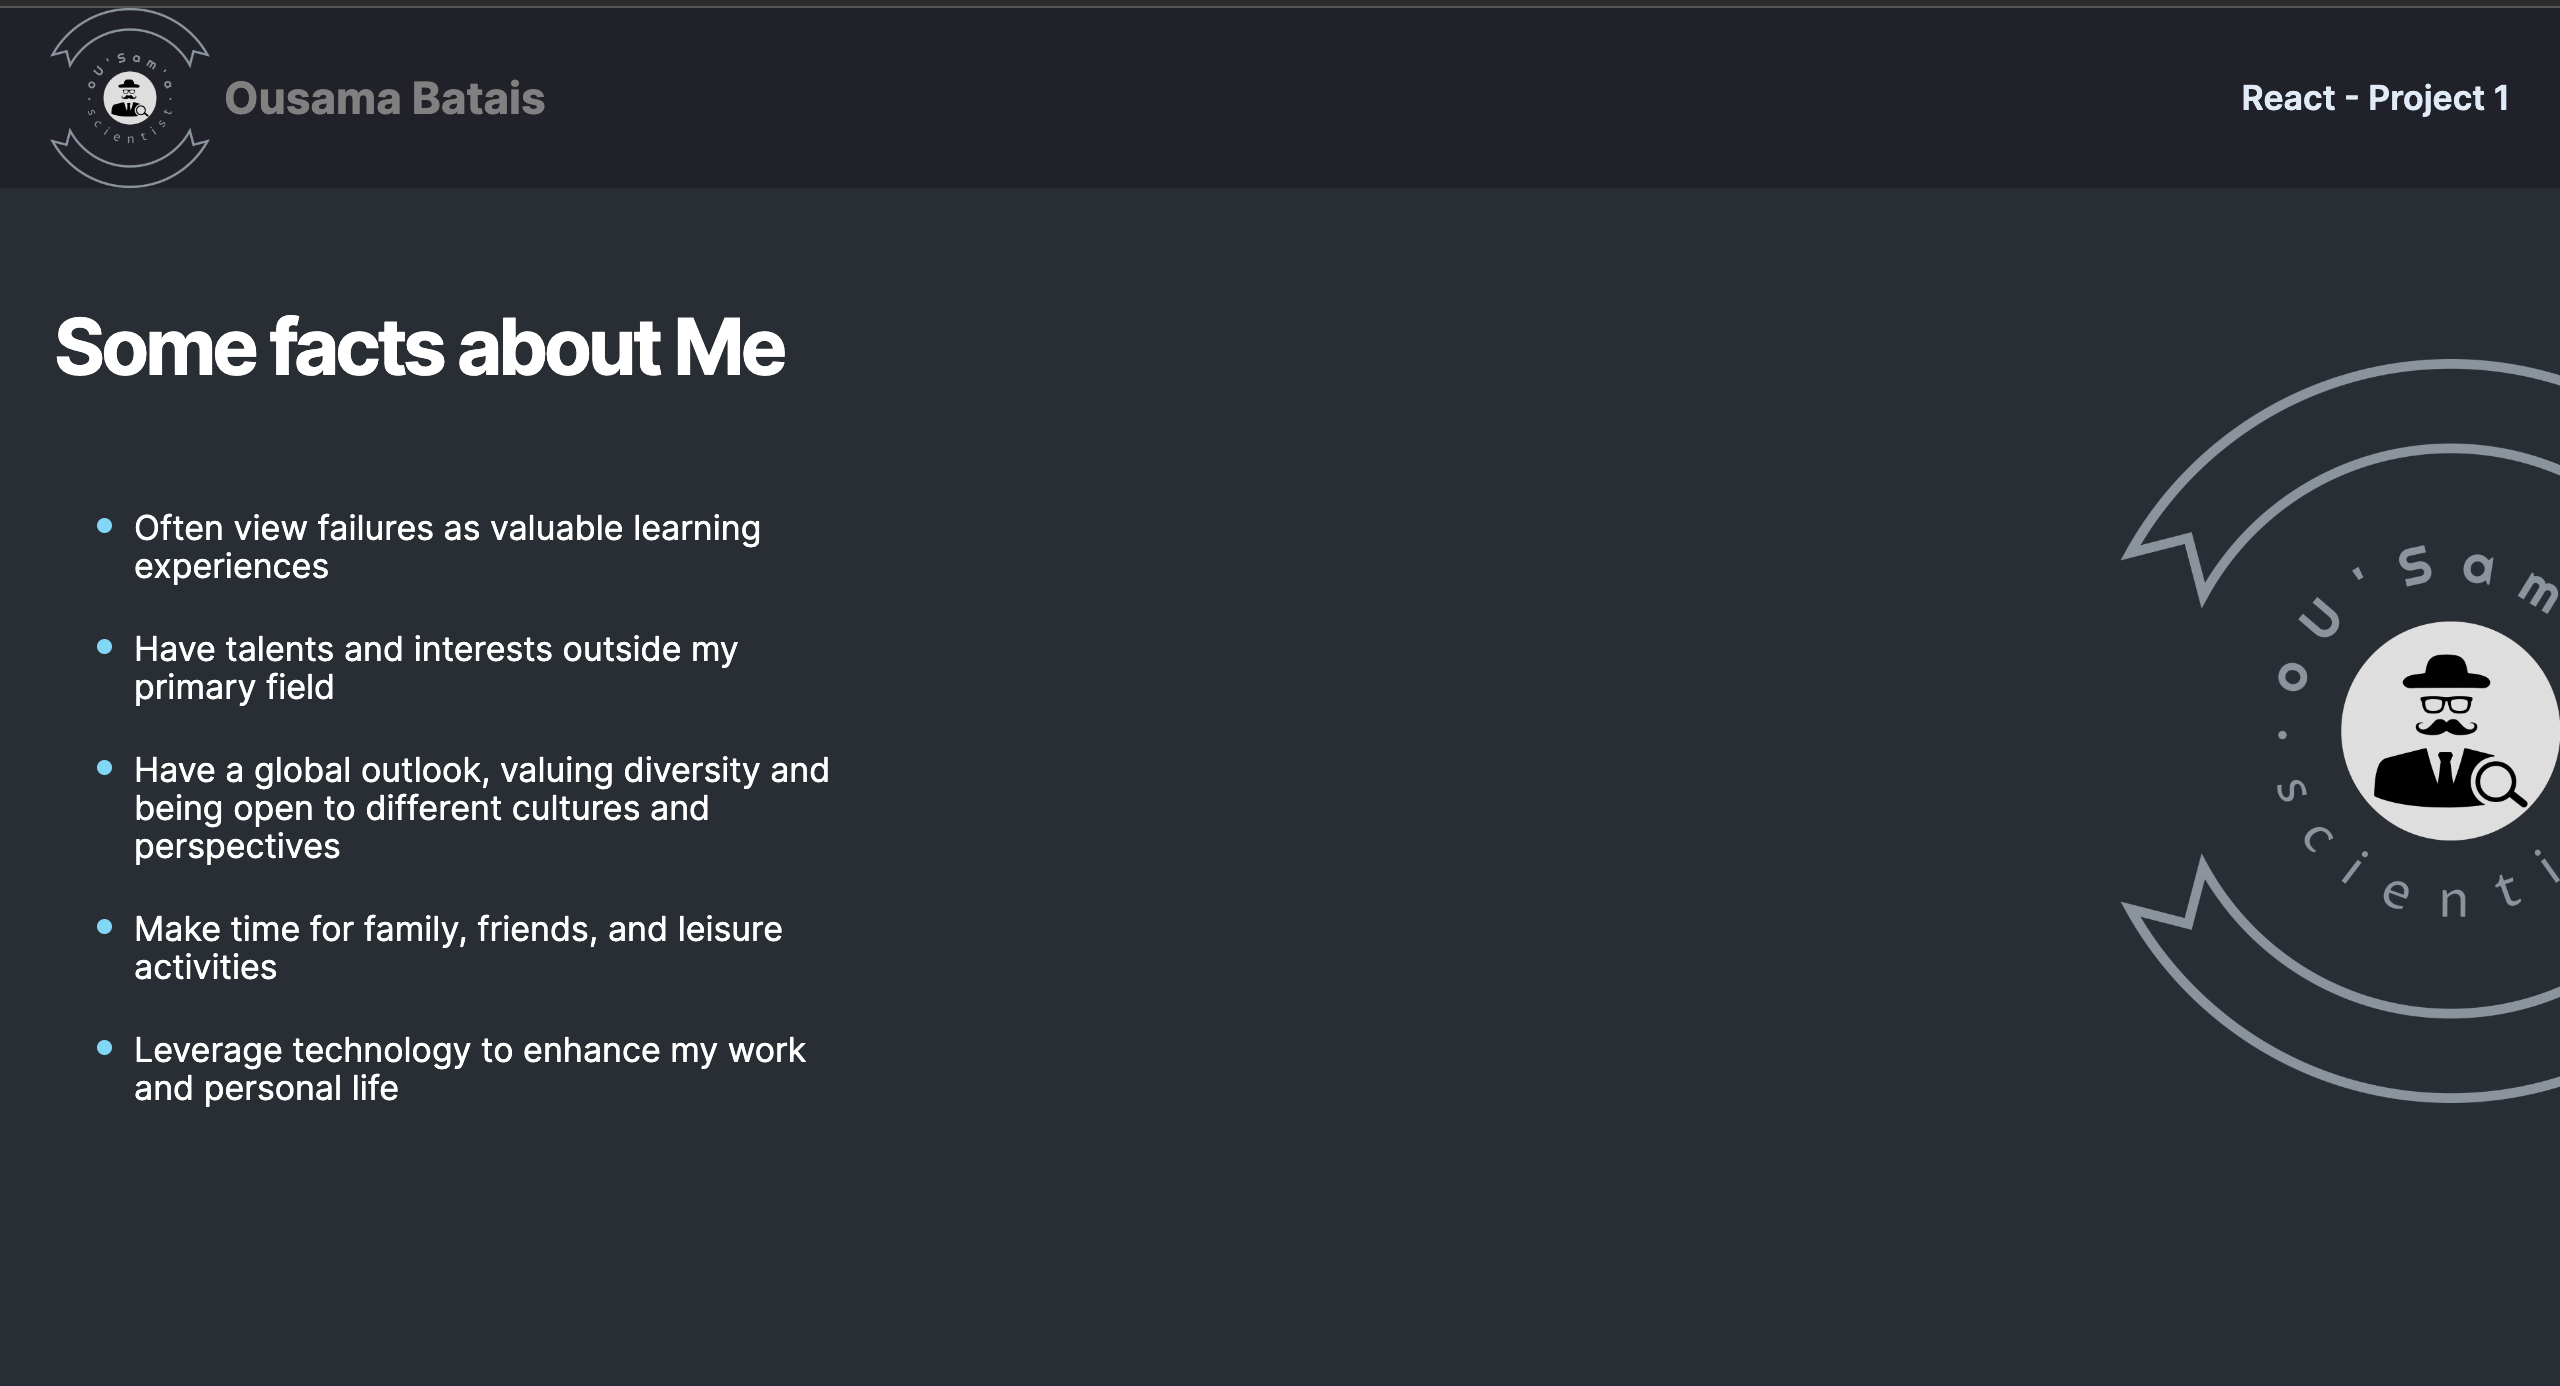 oU'Sam'a
· scientist ·
Ousama Batais
React - Project 1
Some facts about Me
Often view failures as valuable learning
experiences
Have talents and interests outside my
primary field
Have a global outlook, valuing diversity and
being open to different cultures and
perspectives
Make time for family, friends, and leisure
activities
Leverage technology to enhance my work
and personal life
oU'Sam
· scienti